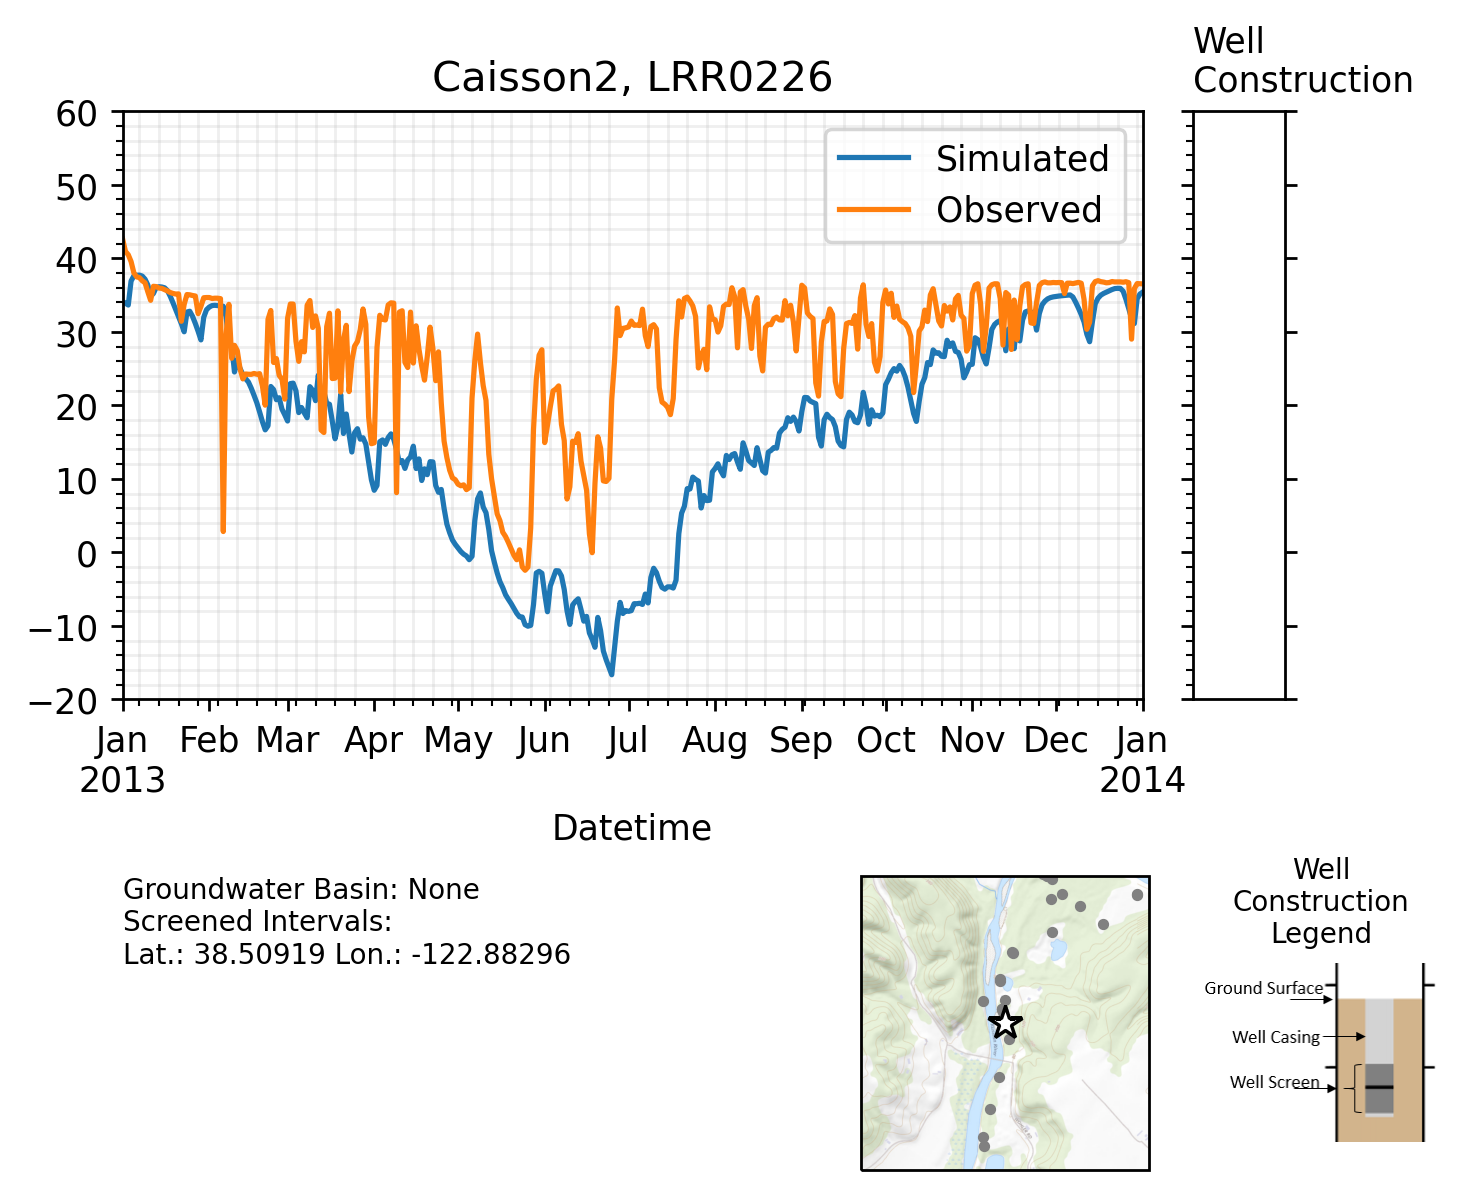 Well
Construction
Caisson2, LRR0226
60
50
40
30
20
10
0
−10
−20
Simulated
Observed
Jan Feb Mar Apr May Jun Jul Aug Sep Oct Nov Dec Jan
2013 2014
Datetime
Groundwater Basin: None
Screened Intervals:
Lat.: 38.50919 Lon.: -122.88296
Well
Construction
Legend
Ground Surface
Well Casing
Well Screen